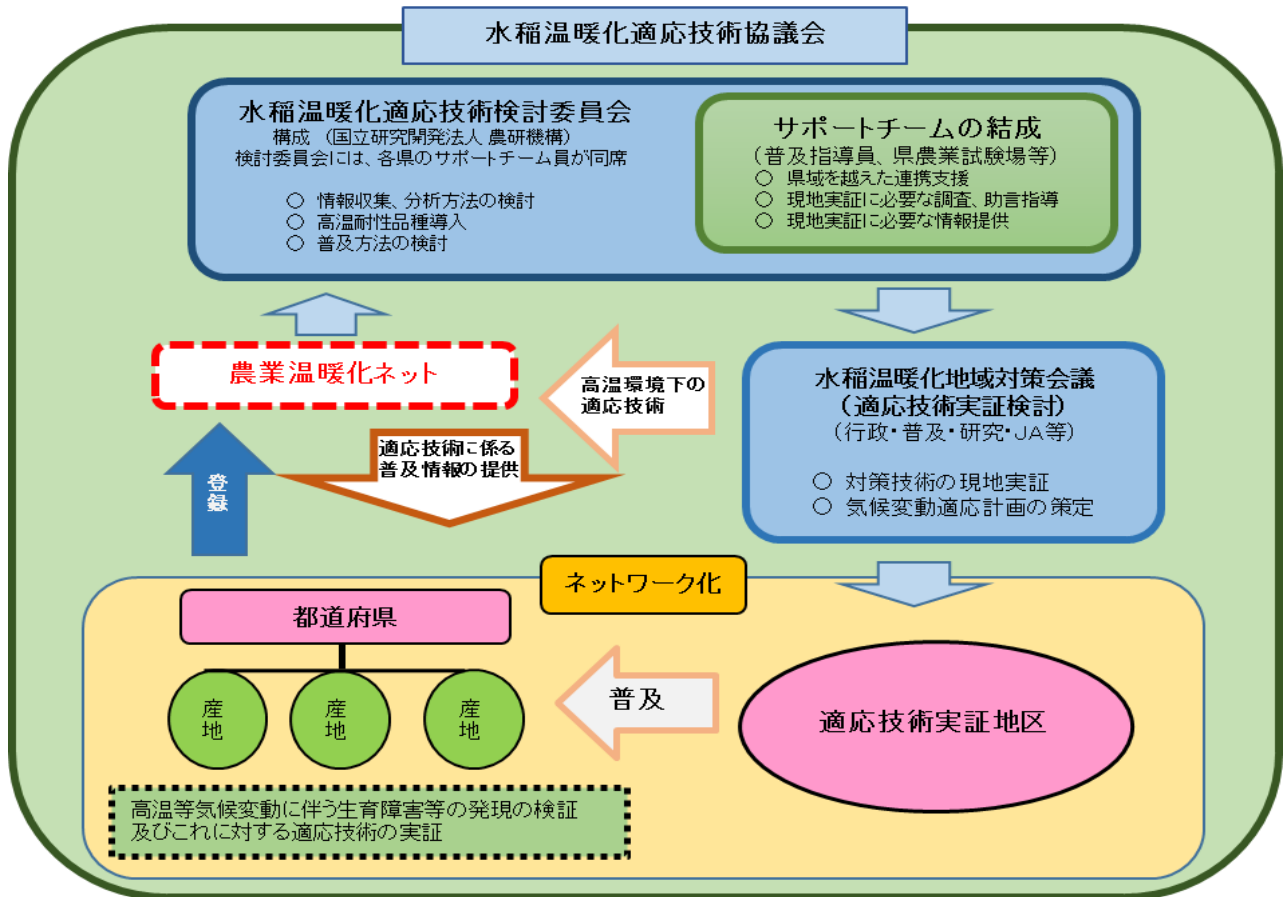 水稲温暖化適応技術協議会
水稲温暖化適応技術検討委員会
構成 (国立研究開発法人 農研機構)
検討委員会には、各県のサポートチーム員が同席
○ 情報収集、分析方法の検討
○ 高温耐性品種導入
○ 普及方法の検討
サポートチームの結成
(普及指導員、県農業試験場等)
○ 県域を越えた連携支援
○ 現地実証に必要な調査、助言指導
○ 現地実証に必要な情報提供
農業温暖化ネット
高温環境下の
適応技術
水稲温暖化地域対策会議
(適応技術実証検討)
(行政・普及・研究・JA等)
○ 対策技術の現地実証
○ 気候変動適応計画の策定
適応技術に係る
普及情報の提供
登録
ネットワーク化
都道府県
産地
産地
産地
普及
適応技術実証地区
高温等気候変動に伴う生育障害等の発現の検証
及びこれに対する適応技術の実証